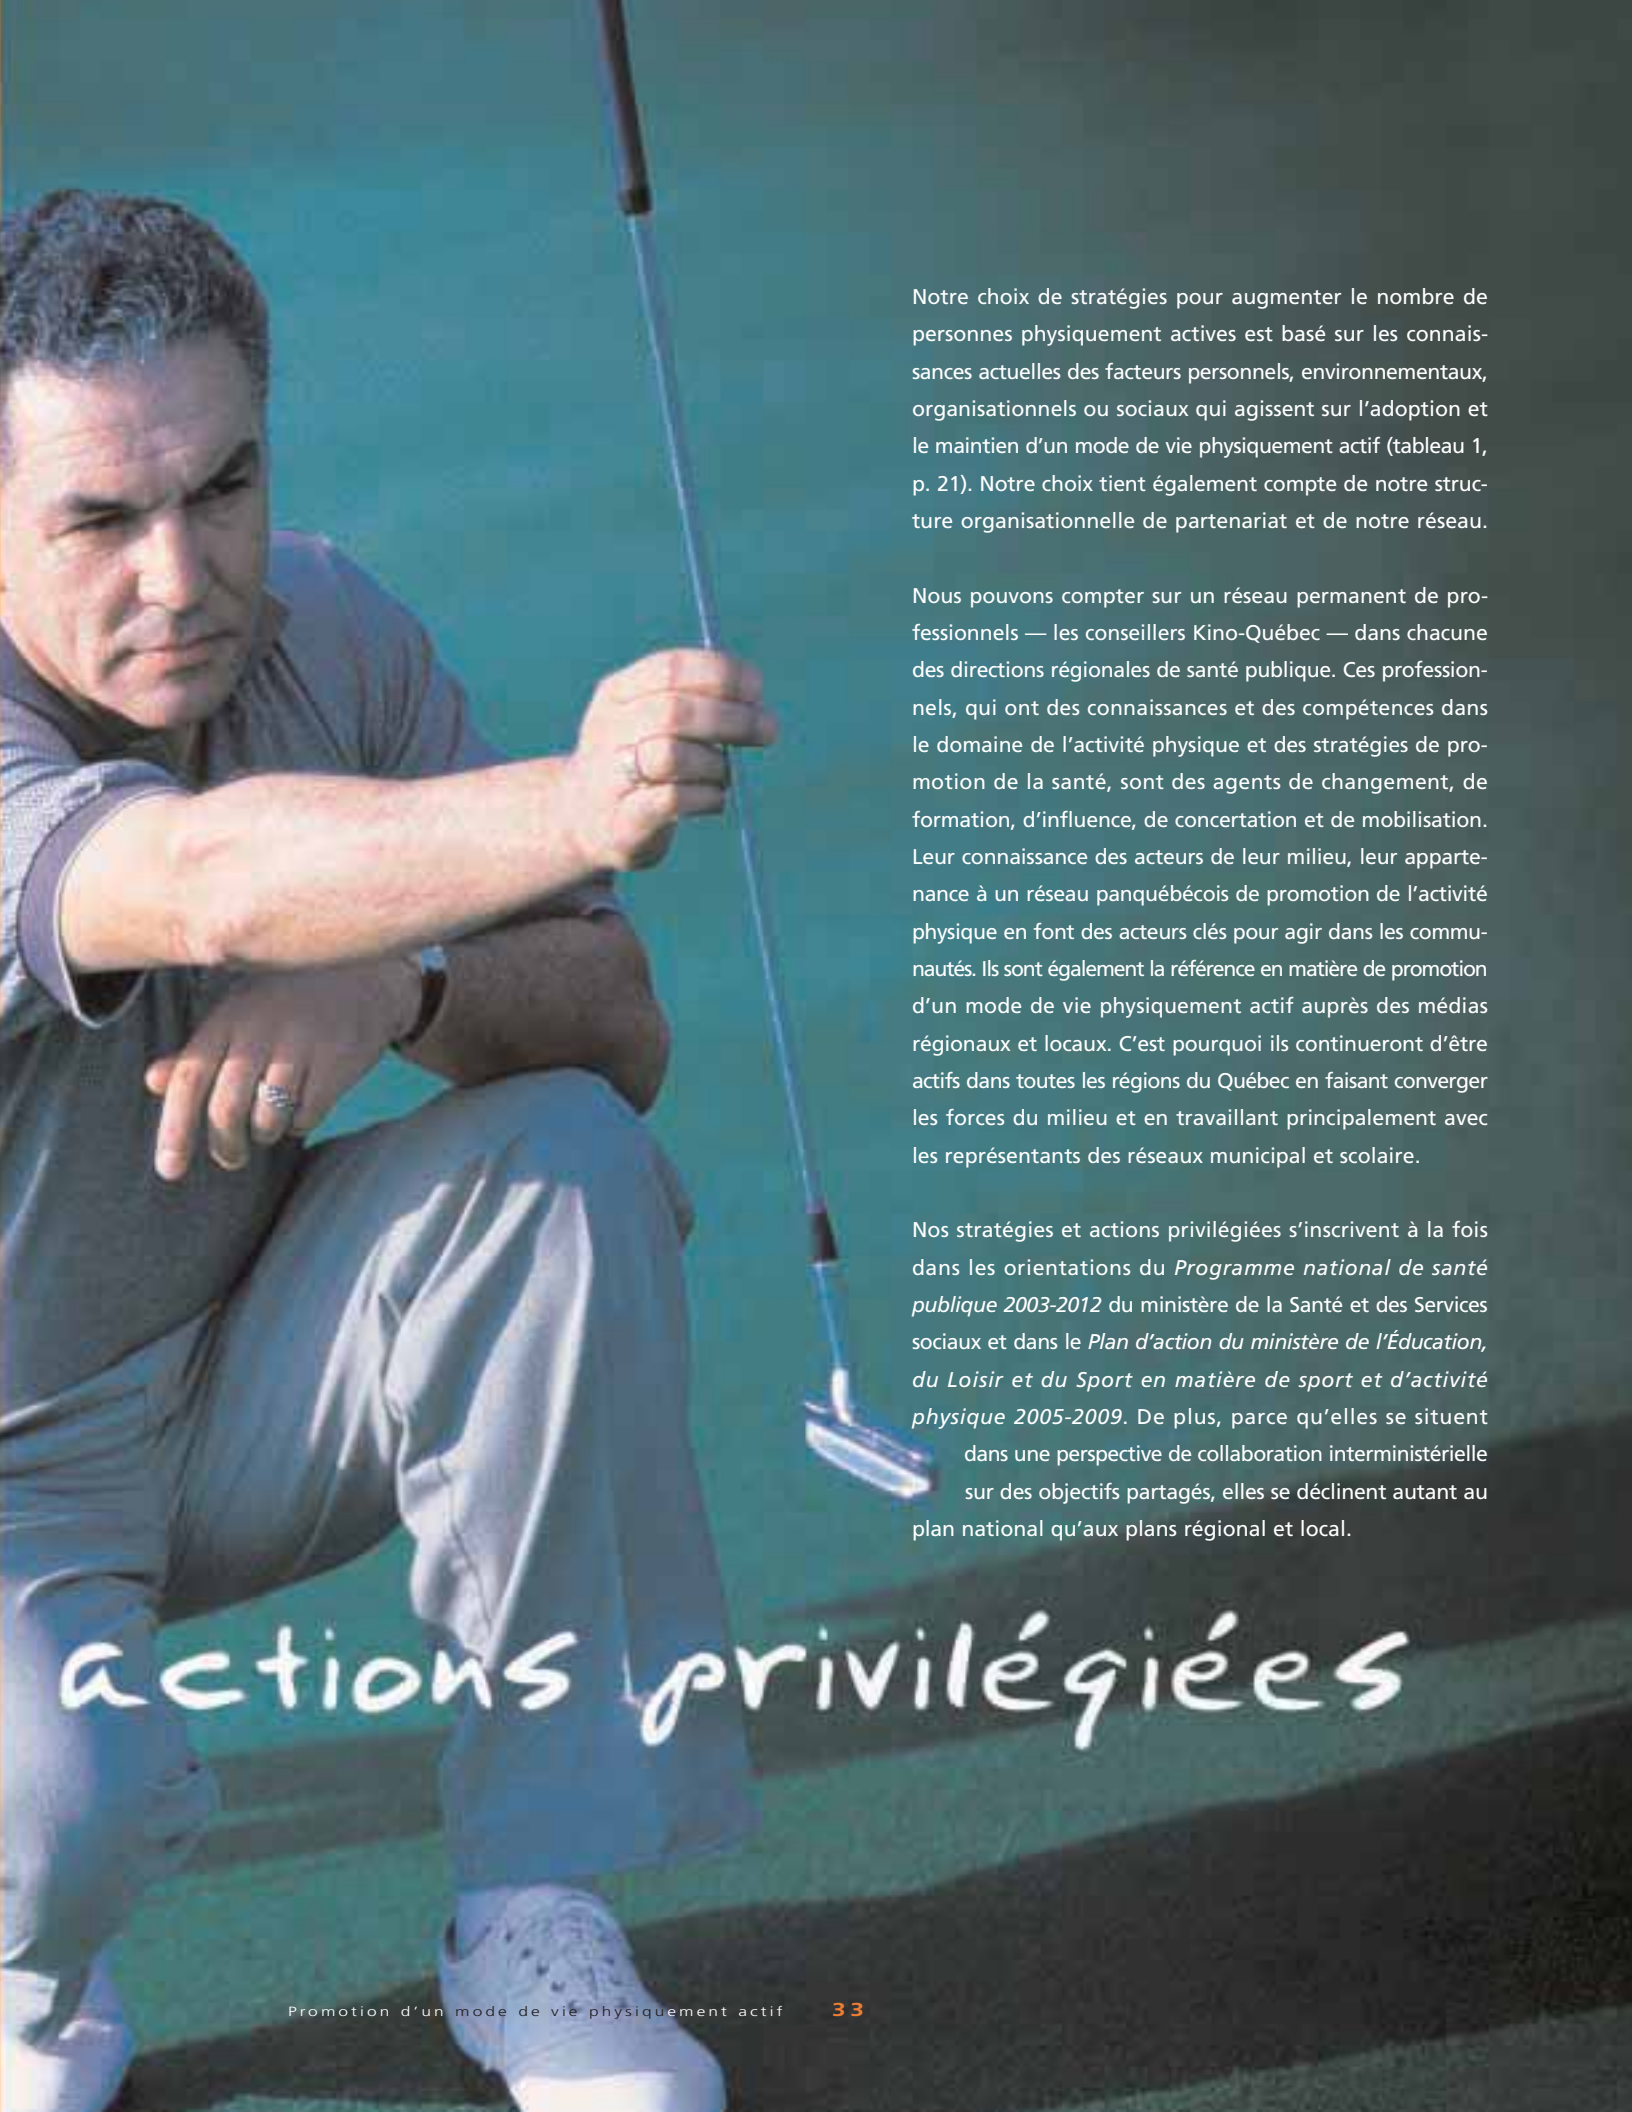 Notre choix de stratégies pour augmenter le nombre de
personnes physiquement actives est basé sur les connais-
sances actuelles des facteurs personnels, environnementaux,
organisationnels ou sociaux qui agissent sur l’adoption et
le maintien d’un mode de vie physiquement actif (tableau 1,
p. 21). Notre choix tient également compte de notre struc-
ture organisationnelle de partenariat et de notre réseau.
Nous pouvons compter sur un réseau permanent de pro-
fessionnels — les conseillers Kino-Québec — dans chacune
des directions régionales de santé publique. Ces profession-
nels, qui ont des connaissances et des compétences dans
le domaine de l’activité physique et des stratégies de pro-
motion de la santé, sont des agents de changement, de
formation, d’influence, de concertation et de mobilisation.
Leur connaissance des acteurs de leur milieu, leur apparte-
nance à un réseau panquébécois de promotion de l’activité
physique en font des acteurs clés pour agir dans les commu-
nautés. Ils sont également la référence en matière de promotion
d’un mode de vie physiquement actif auprès des médias
régionaux et locaux. C’est pourquoi ils continueront d’être
actifs dans toutes les régions du Québec en faisant converger
les forces du milieu et en travaillant principalement avec
les représentants des réseaux municipal et scolaire.
Nos stratégies et actions privilégiées s’inscrivent à la fois
dans les orientations du Programme national de santé
publique 2003-2012 du ministère de la Santé et des Services
sociaux et dans le Plan d’action du ministère de l’Éducation,
du Loisir et du Sport en matière de sport et d’activité
physique 2005-2009. De plus, parce qu’elles se situent
dans une perspective de collaboration interministérielle
sur des objectifs partagés, elles se déclinent autant au
plan national qu’aux plans régional et local.
actions privilégiées
Promotion d’un mode de vie physiquement actif 33